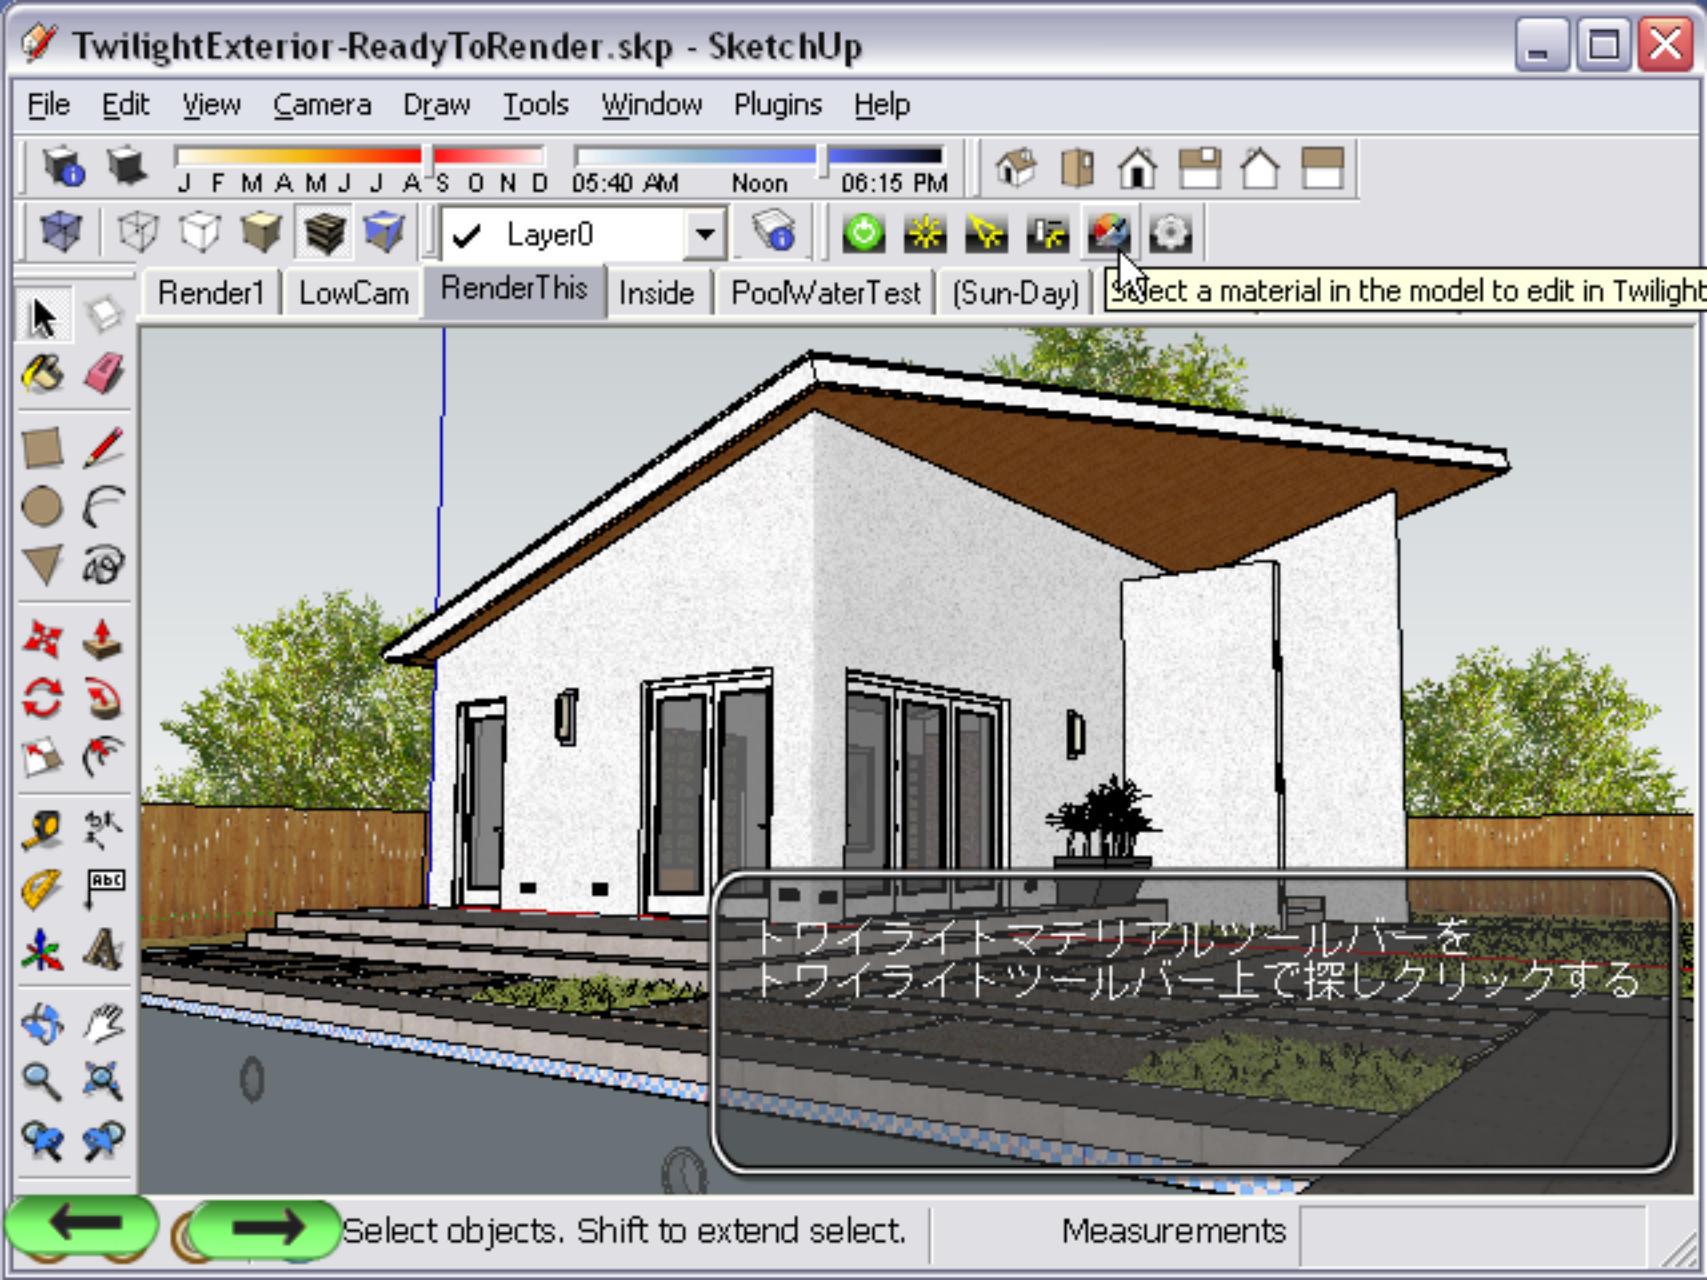 TwilightExterior-ReadyToRender.skp - SketchUp
File Edit View Camera Draw Tools Window Plugins Help
J F M A M J J A S O N D 05:40 AM Noon 06:15 PM
Layer0
Render1 LowCam RenderThis Inside PoolWaterTest (Sun-Day)
Select a material in the model to edit in Twilight
Abc
トワイライトマテリアルツールバーを
トワイライトツールバー上で探しクリックする
Select objects. Shift to extend select. Measurements